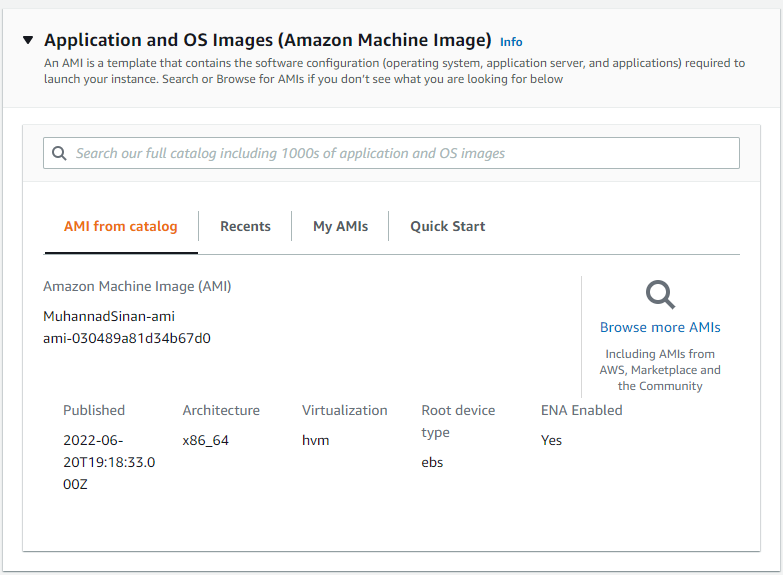 Application and OS Images (Amazon Machine Image) Info
An AMI is a template that contains the software configuration (operating system, application server, and applications) required to
launch your instance. Search or Browse for AMIs if you don't see what you are looking for below
Search our full catalog including 1000s of application and OS images
AMI from catalog
Recents
My AMIs
Quick Start
Amazon Machine Image (AMI)
MuhannadSinan-ami
ami-030489a81d34b67d0
Browse more AMIs
Including AMIs from
AWS, Marketplace and
the Community
Published
2022-06-
20T19:18:33.0
00Z
Architecture
x86_64
Virtualization
hvm
Root device
type
ebs
ENA Enabled
Yes